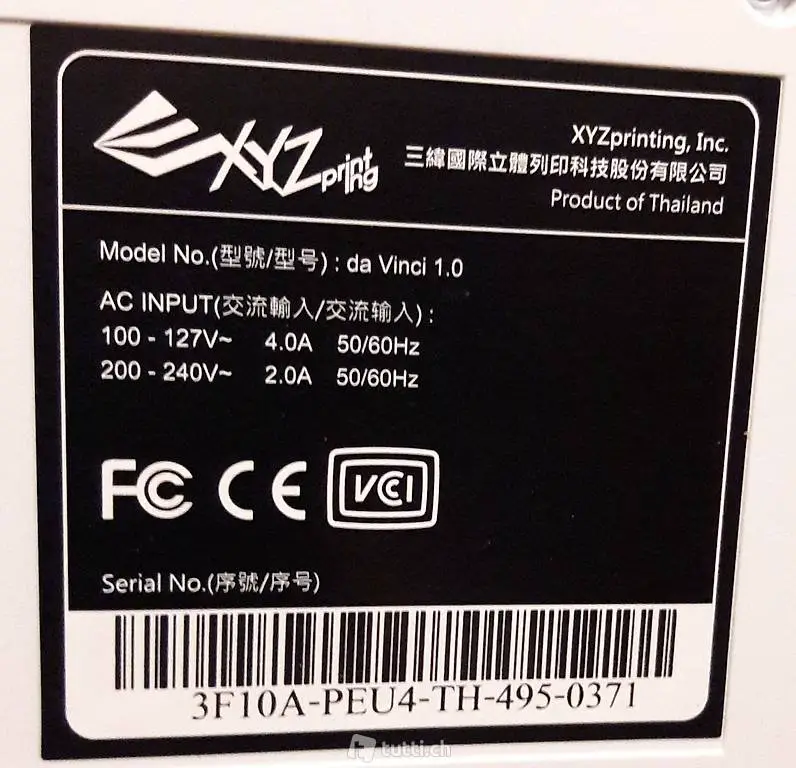 XYZprinting
XYZprinting, Inc.
三緯國際立體列印科技股份有限公司
Product of Thailand
Model No.(型號/型号) : da Vinci 1.0
AC INPUT(交流輸入/交流输入) :
100 - 127V~ 4.0A 50/60Hz
200 - 240V~ 2.0A 50/60Hz
FC CE VCCI
Serial No.(序號/序号)
3F10A-PEU4-TH-495-0371
tutti.ch